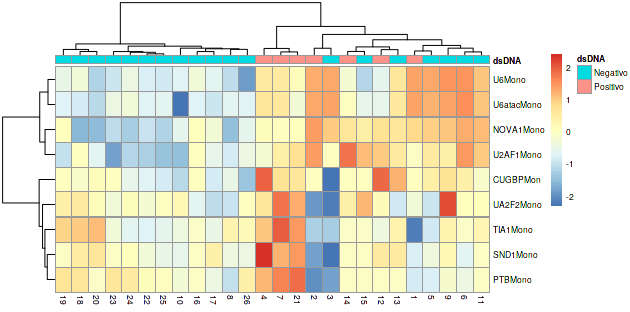 dsDNA
U6Mono
U6atacMono
NOVA1Mono
U2AF1Mono
CUGBPMon
UA2F2Mono
TIA1Mono
SND1Mono
PTBMono
19 18 20 23 24 22 25 10 16 17 8 26 4 7 21 2 3 14 15 12 13 1 5 9 6 11
2
1
0
-1
-2
dsDNA
Negativo
Positivo